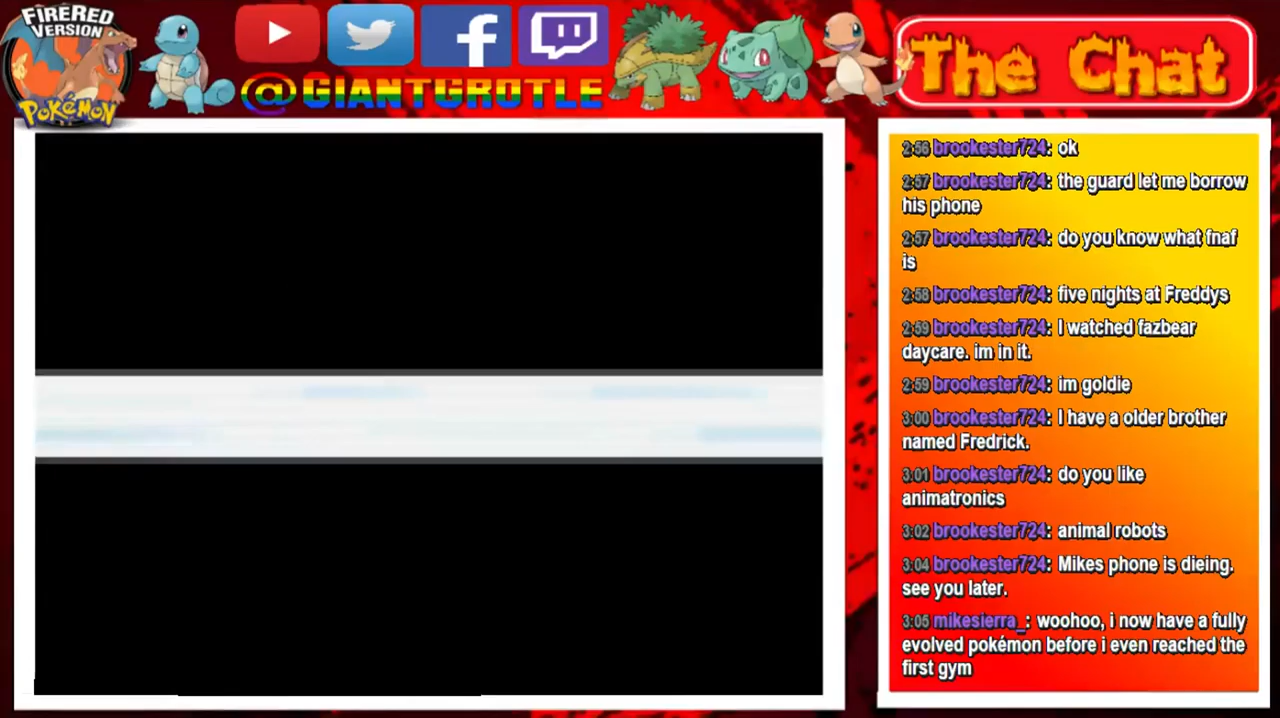 FIRERED
VERSION
POKéMON
@GIANTGROTLE
The Chat
2:56 brookester724: ok
2:57 brookester724: the guard let me borrow
his phone
2:57 brookester724: do you know what fnaf
is
2:58 brookester724: five nights at Freddys
2:59 brookester724: I watched fazbear
daycare. im in it.
2:59 brookester724: im goldie
3:00 brookester724: I have a older brother
named Fredrick.
3:01 brookester724: do you like
animatronics
3:02 brookester724: animal robots
3:04 brookester724: Mikes phone is dieing.
see you later.
3:05 mikesierra_: woohoo, i now have a fully
evolved pokémon before i even reached the
first gym